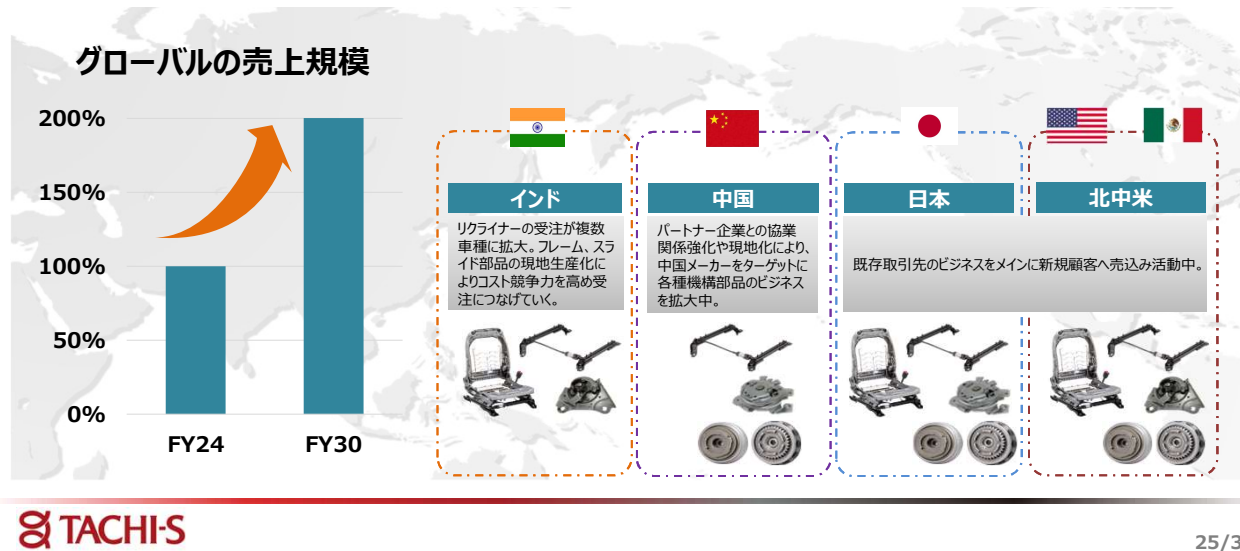 グローバルの売上規模
200%
150%
100%
50%
0%
FY24
FY30
インド
リクライナーの受注が複数
車種に拡大。フレーム、スラ
イド部品の現地生産化に
よりコスト競争力を高め受
注につなげていく。
中国
パートナー企業との協業
関係強化や現地化により、
中国メーカーをターゲットに
各種機構部品のビジネス
を拡大中。
日本
北中米
既存取引先のビジネスをメインに新規顧客へ売込み活動中。
TACHI-S
25/3